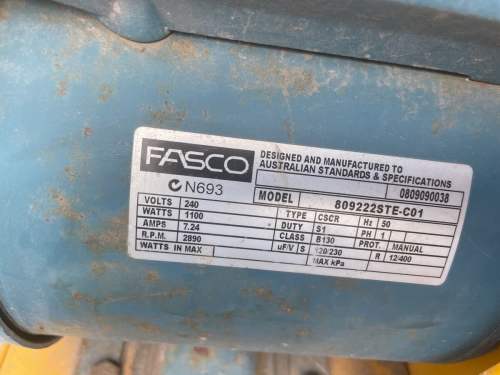 FASCO
DESIGNED AND MANUFACTURED TO
AUSTRALIAN STANDARDS & SPECIFICATIONS
N693
0809090038
MODEL 809222STE-C01
VOLTS 240 TYPE CSCR Hz 50
WATTS 1100 DUTY S1 PH 1
AMPS 7.24 CLASS B130 PROT. MANUAL
R.P.M. 2890 uF/V S 120/230 R 12/400
WATTS IN MAX MAX kPa